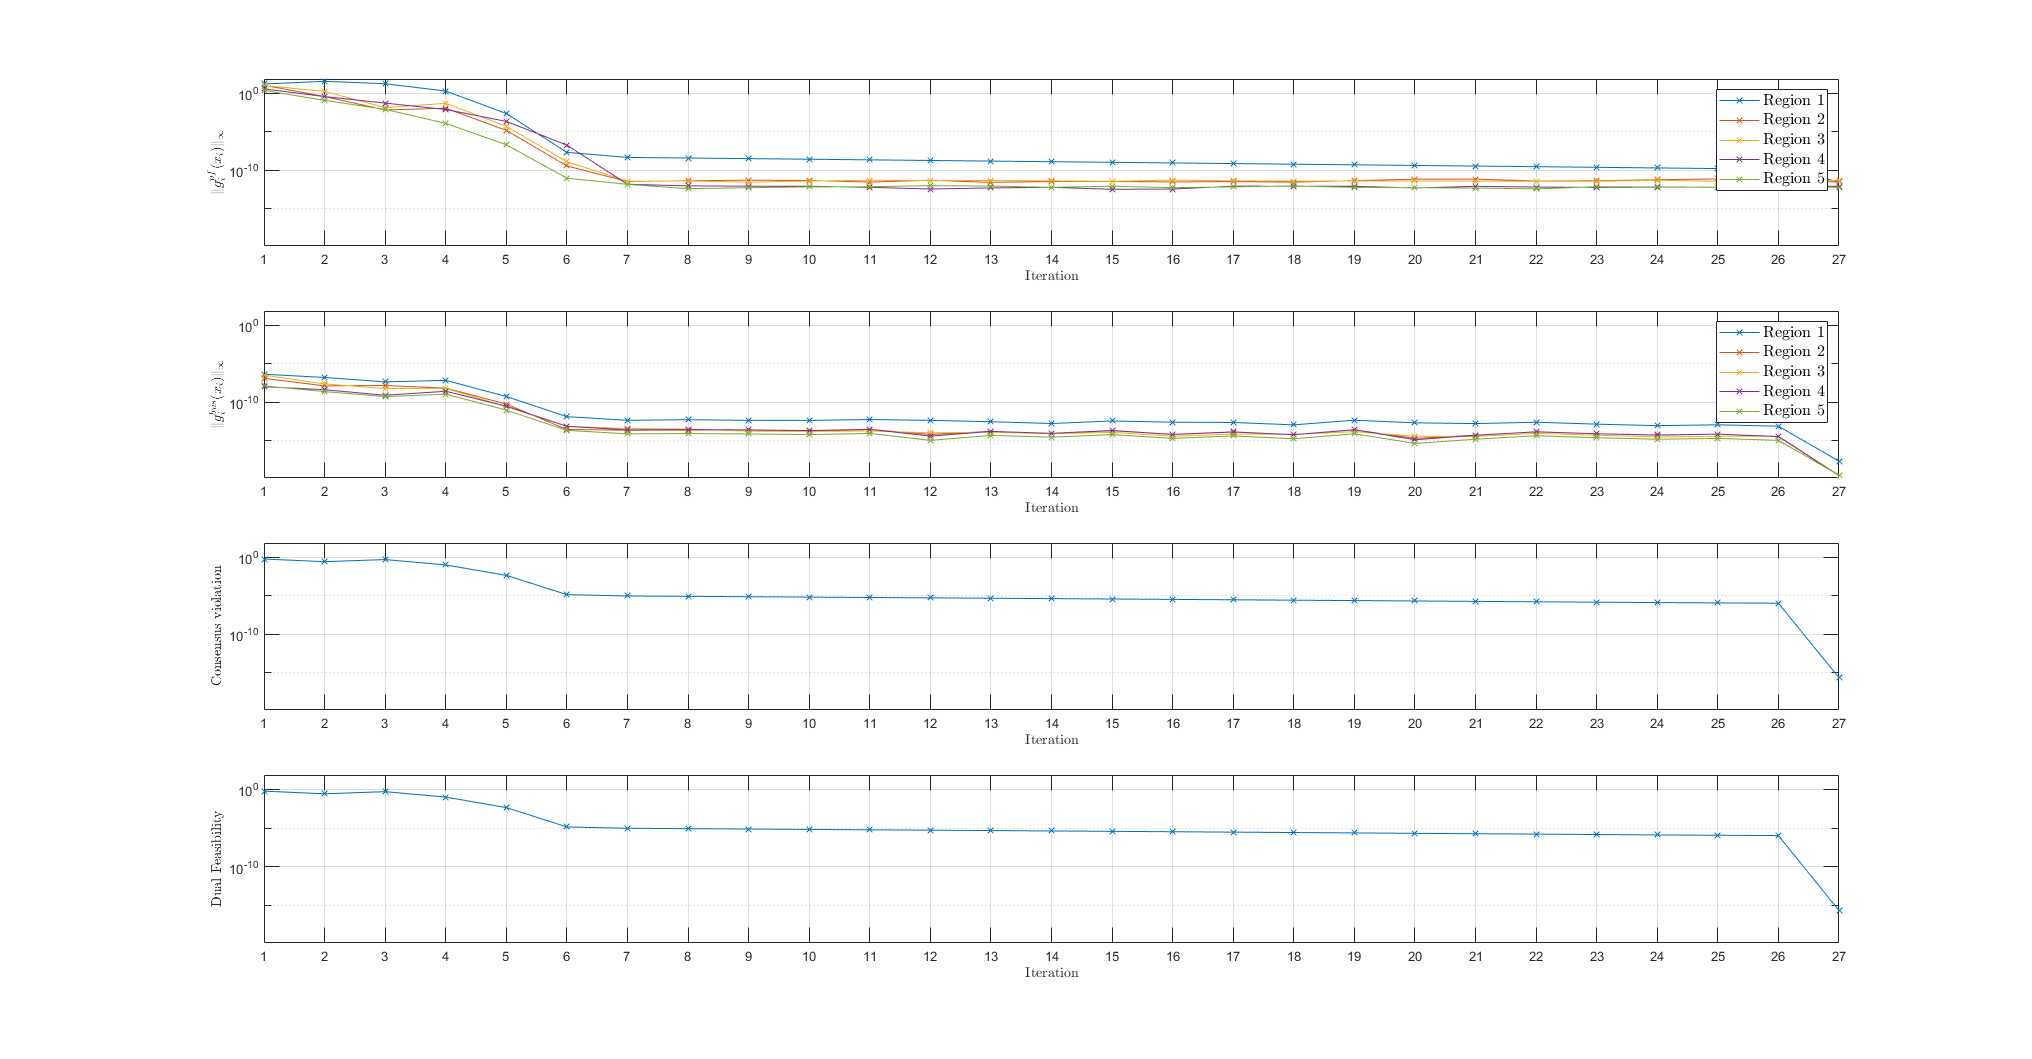 10^0
10^-10
‖g_i^{pf}(x_i)‖_∞
Region 1
Region 2
Region 3
Region 4
Region 5
1 2 3 4 5 6 7 8 9 10 11 12 13 14 15 16 17 18 19 20 21 22 23 24 25 26 27
Iteration
10^0
10^-10
‖g_i^{bus}(x_i)‖_∞
Region 1
Region 2
Region 3
Region 4
Region 5
1 2 3 4 5 6 7 8 9 10 11 12 13 14 15 16 17 18 19 20 21 22 23 24 25 26 27
Iteration
10^0
10^-10
Consensus violation
1 2 3 4 5 6 7 8 9 10 11 12 13 14 15 16 17 18 19 20 21 22 23 24 25 26 27
Iteration
10^0
10^-10
Dual Feasibility
1 2 3 4 5 6 7 8 9 10 11 12 13 14 15 16 17 18 19 20 21 22 23 24 25 26 27
Iteration